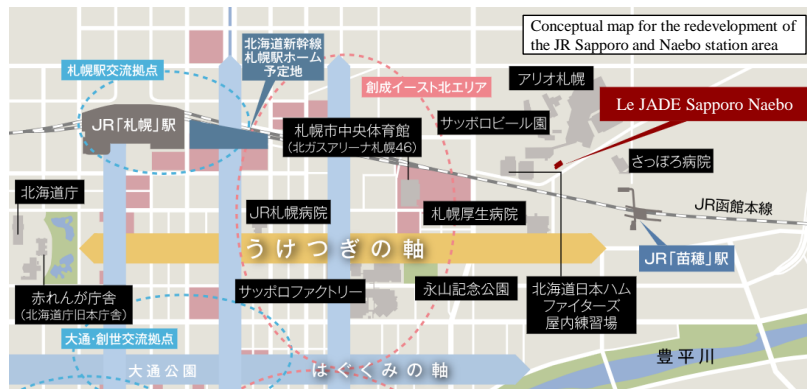 Conceptual map for the redevelopment of
the JR Sapporo and Naebo station area
北海道新幹線
札幌駅ホーム
予定地
札幌駅交流拠点
創成イースト北エリア
アリオ札幌
Le JADE Sapporo Naebo
JR「札幌」駅
札幌市中央体育館
(北ガスアリーナ札幌46)
サッポロビール園
さっぽろ病院
北海道庁
JR札幌病院
札幌厚生病院
JR函館本線
うけつぎの軸
JR「苗穂」駅
赤れんが庁舎
(北海道庁旧本庁舎)
サッポロファクトリー
永山記念公園
北海道日本ハム
ファイターズ
屋内練習場
大通・創世交流拠点
豊平川
大通公園
はぐくみの軸